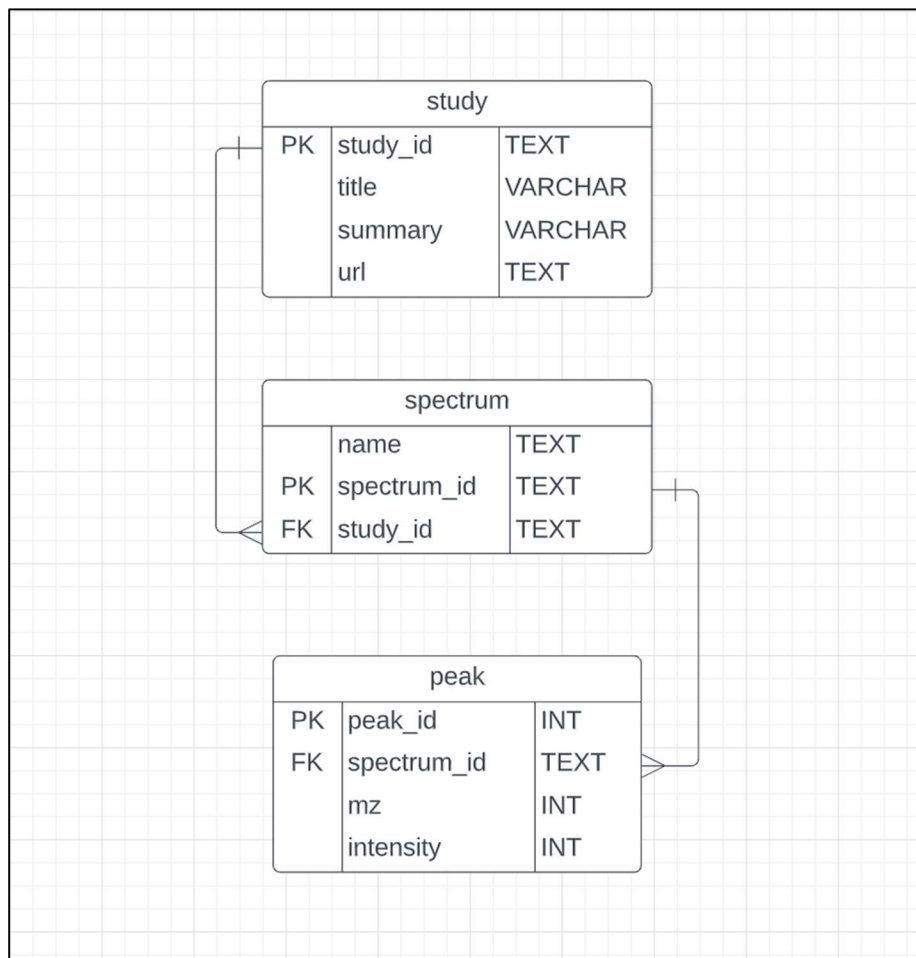 study
PK study_id TEXT
title VARCHAR
summary VARCHAR
url TEXT
spectrum
name TEXT
PK spectrum_id TEXT
FK study_id TEXT
peak
PK peak_id INT
FK spectrum_id TEXT
mz INT
intensity INT